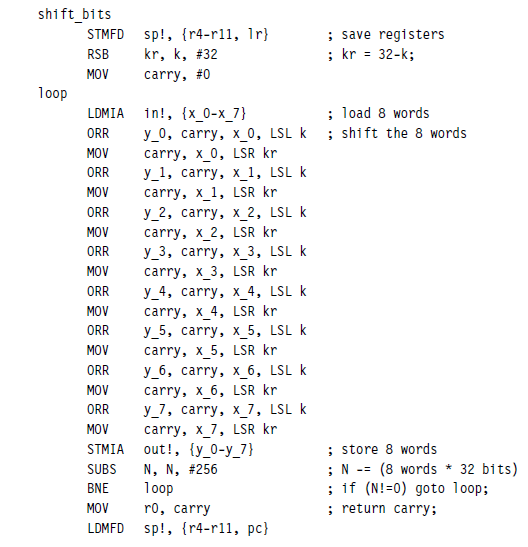 shift_bits
STMFD sp!, {r4-r11, lr} ; save registers
RSB kr, k, #32 ; kr = 32-k;
MOV carry, #0
loop
LDMIA in!, {x_0-x_7} ; load 8 words
ORR y_0, carry, x_0, LSL k ; shift the 8 words
MOV carry, x_0, LSR kr
ORR y_1, carry, x_1, LSL k
MOV carry, x_1, LSR kr
ORR y_2, carry, x_2, LSL k
MOV carry, x_2, LSR kr
ORR y_3, carry, x_3, LSL k
MOV carry, x_3, LSR kr
ORR y_4, carry, x_4, LSL k
MOV carry, x_4, LSR kr
ORR y_5, carry, x_5, LSL k
MOV carry, x_5, LSR kr
ORR y_6, carry, x_6, LSL k
MOV carry, x_6, LSR kr
ORR y_7, carry, x_7, LSL k
MOV carry, x_7, LSR kr
STMIA out!, {y_0-y_7} ; store 8 words
SUBS N, N, #256 ; N -= (8 words * 32 bits)
BNE loop ; if (N!=0) goto loop;
MOV r0, carry ; return carry;
LDMFD sp!, {r4-r11, pc}